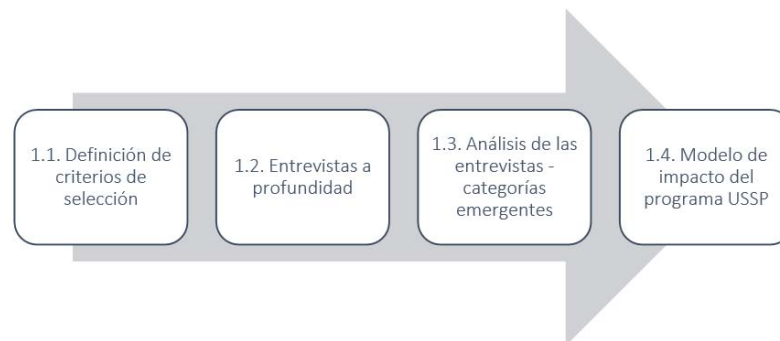 1.1. Definición de
criterios de
selección
1.2. Entrevistas a
profundidad
1.3. Análisis de las
entrevistas -
categorías
emergentes
1.4. Modelo de
impacto del
programa USSP